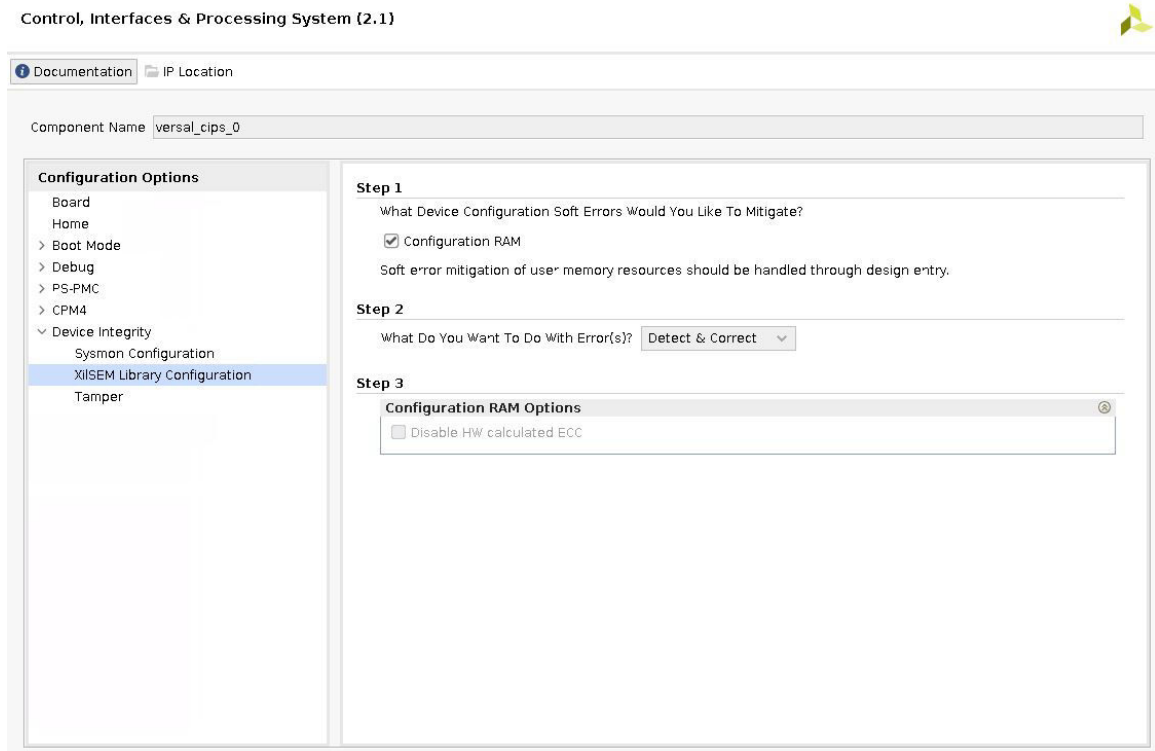 Control, Interfaces & Processing System (2.1)
Documentation IP Location
Component Name versal_cips_0
Configuration Options
Board
Home
Boot Mode
Debug
PS-PMC
CPM4
Device Integrity
Sysmon Configuration
XilSEM Library Configuration
Tamper
Step 1
What Device Configuration Soft Errors Would You Like To Mitigate?
Configuration RAM
Soft error mitigation of user memory resources should be handled through design entry.
Step 2
What Do You Want To Do With Error(s)? Detect & Correct
Step 3
Configuration RAM Options
Disable HW calculated ECC